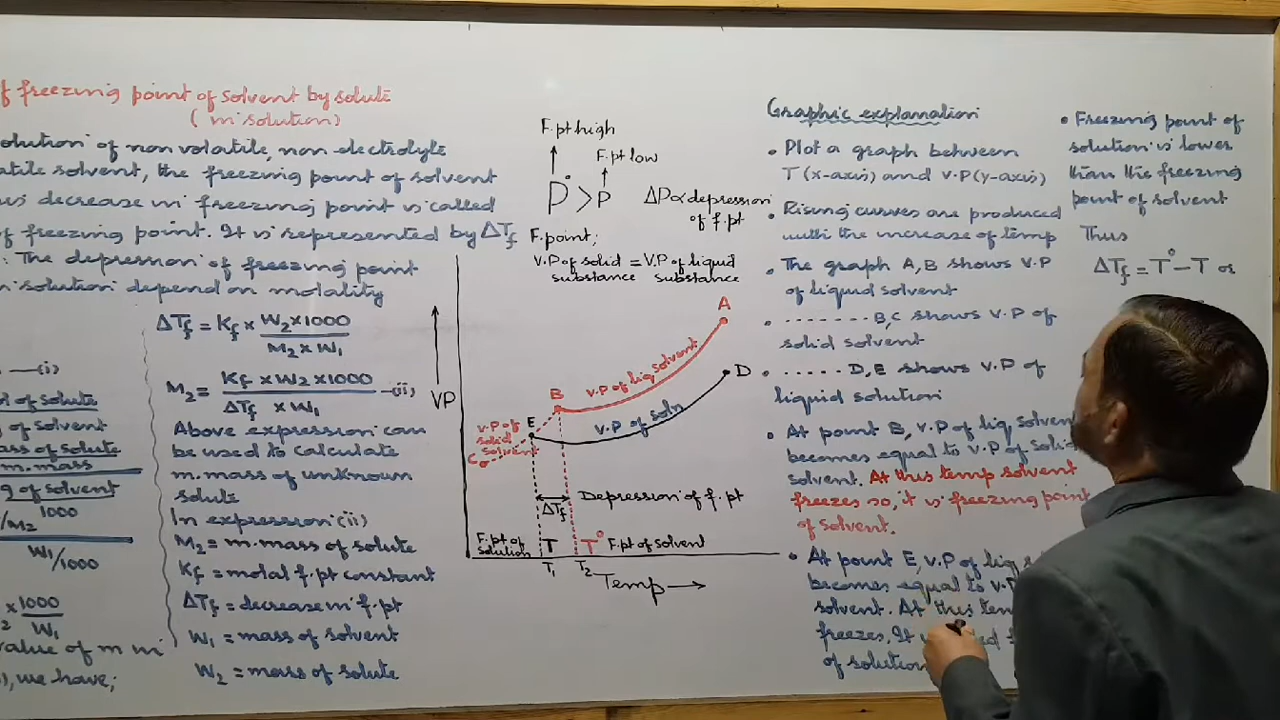 f freezing point of solvent by solute
(m solution)
olution of non volatile, non electrolyte
atile solvent, the freezing point of solvent
is decrease in freezing point is called
of freezing point. It is represented by ΔTf
: The depression of freezing point
n solution depend on molality
—(i)
ol of solute
g of solvent
ass of solute
m. mass
g of solvent
1000
/M2
W1/1000
2 x 1000
W1
value of m in
), we have;
ΔTf = Kf x W2 x 1000
M2 x W1
M2 = Kf x W2 x 1000 —(ii)
ΔTf x W1
Above expression can
be used to calculate
m.mass of unknown
solute
In expression (ii)
M2 = m.mass of solute
Kf = molal f.pt constant
ΔTf = decrease in f.pt
W1 = mass of solvent
W2 = mass of solute
F.pt high
F.pt low
P° > P
ΔP∝ depression
of f.pt
F.point;
V.P of solid = V.P of liquid
substance substance
VP
A
B
V.P of liq solvent
D
E
V.P of soln
V.P of
solid
solvent
C
ΔTf
Depression of f.pt
F.pt of
solution
T
T°
F.pt of solvent
T1
T2
Temp →
Graphic explanation
• Plot a graph between
T (x-axis) and V.P (y-axis)
• Rising curves are produced
with the increase of temp
• The graph A, B shows V.P
of liquid solvent
• ........ B, C shows V.P of
solid solvent
• ..... D, E shows V.P of
liquid solution
• At point B, V.P of liq solvent
becomes equal to V.P of solid
solvent. At this temp solvent
freezes so, it is freezing point
of solvent.
• At point E, V.P of liq s
becomes equal to V.P
solvent. At this tem
freezes. It
of solution
• Freezing point of
solution is lower
than the freezing
point of solvent
Thus
ΔTf = T° - T or